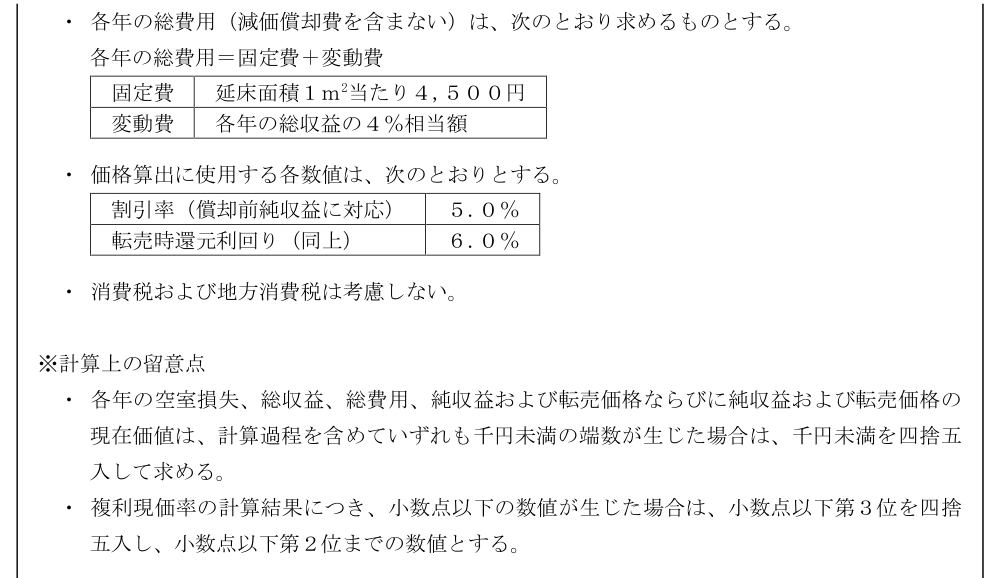 ・ 各年の総費用（減価償却費を含まない）は、次のとおり求めるものとする。
各年の総費用＝固定費＋変動費
固定費 延床面積１m²当たり４,５００円
変動費 各年の総収益の４％相当額
・ 価格算出に使用する各数値は、次のとおりとする。
割引率（償却前純収益に対応） ５.０％
転売時還元利回り（同上） ６.０％
・ 消費税および地方消費税は考慮しない。
※計算上の留意点
・ 各年の空室損失、総収益、総費用、純収益および転売価格ならびに純収益および転売価格の
現在価値は、計算過程を含めていずれも千円未満の端数が生じた場合は、千円未満を四捨五
入して求める。
・ 複利現価率の計算結果につき、小数点以下の数値が生じた場合は、小数点以下第３位を四捨
五入し、小数点以下第２位までの数値とする。